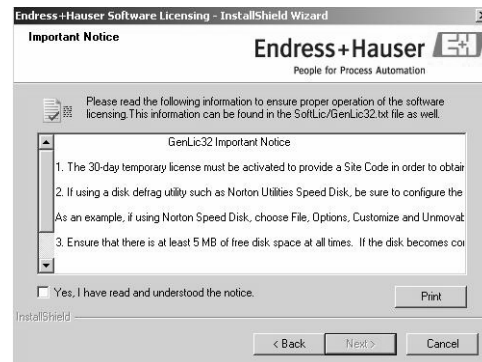 Endress+Hauser Software Licensing - InstallShield Wizard
Important Notice
Endress+Hauser
People for Process Automation
Please read the following information to ensure proper operation of the software
licensing.This information can be found in the SoftLic/GenLic32.txt file as well.
GenLic32 Important Notice
1. The 30-day temporary license must be activated to provide a Site Code in order to obtain
2. If using a disk defrag utility such as Norton Utilities Speed Disk, be sure to configure the
As an example, if using Norton Speed Disk, choose File, Options, Customize and
3. Ensure that there is at least 5 MB of free disk space at all times. If the disk becomes
Yes, I have read and understood the notice.
Print
InstallShield
< Back
Next >
Cancel